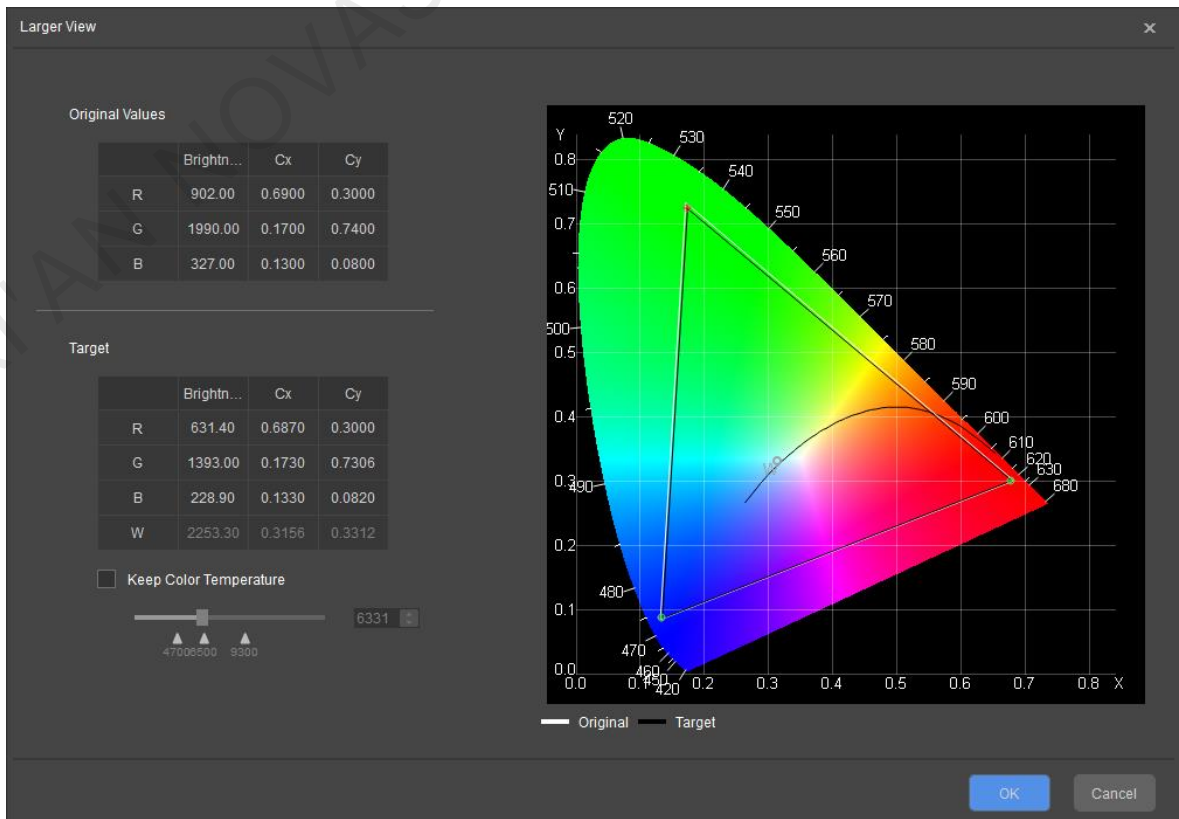 Larger View
Original Values
Brightn... Cx Cy
R 902.00 0.6900 0.3000
G 1990.00 0.1700 0.7400
B 327.00 0.1300 0.0800
Target
Brightn... Cx Cy
R 631.40 0.6870 0.3000
G 1393.00 0.1730 0.7306
B 228.90 0.1330 0.0820
W 2253.30 0.3156 0.3312
Keep Color Temperature
6331
4700 6500 9300
Y
0.8
0.7
0.6
0.5
0.4
0.3
0.2
0.1
0.0
0.0 0.1 0.2 0.3 0.4 0.5 0.6 0.7 0.8 X
520
530
540
550
560
570
580
590
600
610
620
630
680
510
500
490
480
470
460
450
420
W
Original Target
OK Cancel